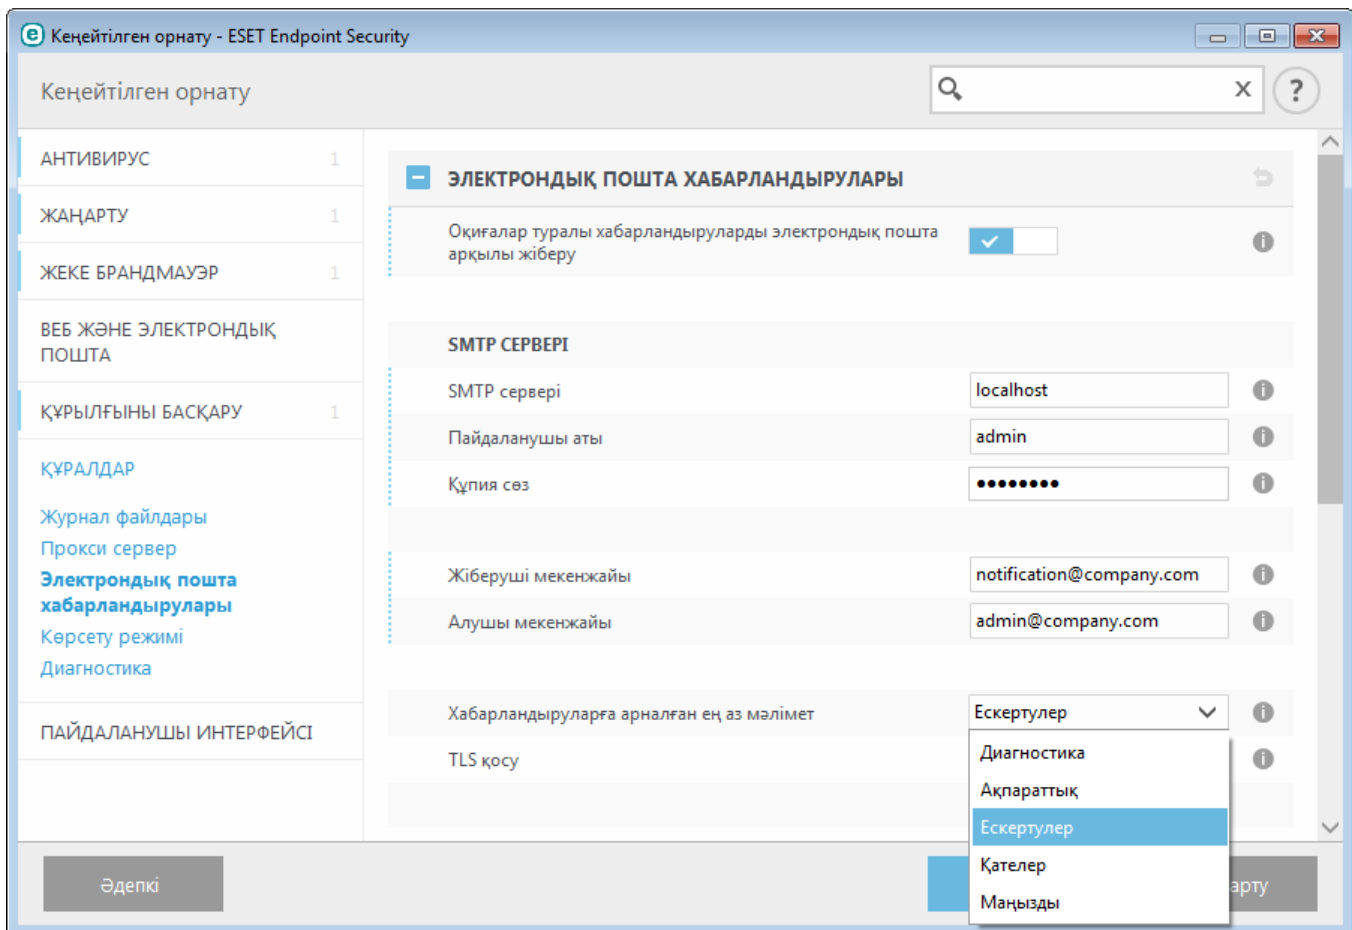 Кеңейтілген орнату - ESET Endpoint Security
Кеңейтілген орнату
АНТИВИРУС 1
ЖАҢАРТУ 1
ЖЕКЕ БРАНДМАУЭР 1
ВЕБ ЖӘНЕ ЭЛЕКТРОНДЫҚ
ПОШТА
ҚҰРЫЛҒЫНЫ БАСҚАРУ 1
ҚҰРАЛДАР
Журнал файлдары
Прокси сервер
Электрондық пошта
хабарландырулары
Көрсету режимі
Диагностика
ПАЙДАЛАНУШЫ ИНТЕРФЕЙСІ
ЭЛЕКТРОНДЫҚ ПОШТА ХАБАРЛАНДЫРУЛАРЫ
Оқиғалар туралы хабарландыруларды электрондық пошта
арқылы жіберу
SMTP СЕРВЕРІ
SMTP сервері localhost
Пайдаланушы аты admin
Құпия сөз ••••••••
Жіберуші мекенжайы notification@company.com
Алушы мекенжайы admin@company.com
Хабарландыруларға арналған ең аз мәлімет Ескертулер
TLS қосу
Диагностика
Ақпараттық
Ескертулер
Қателер
Маңызды
Әдепкі